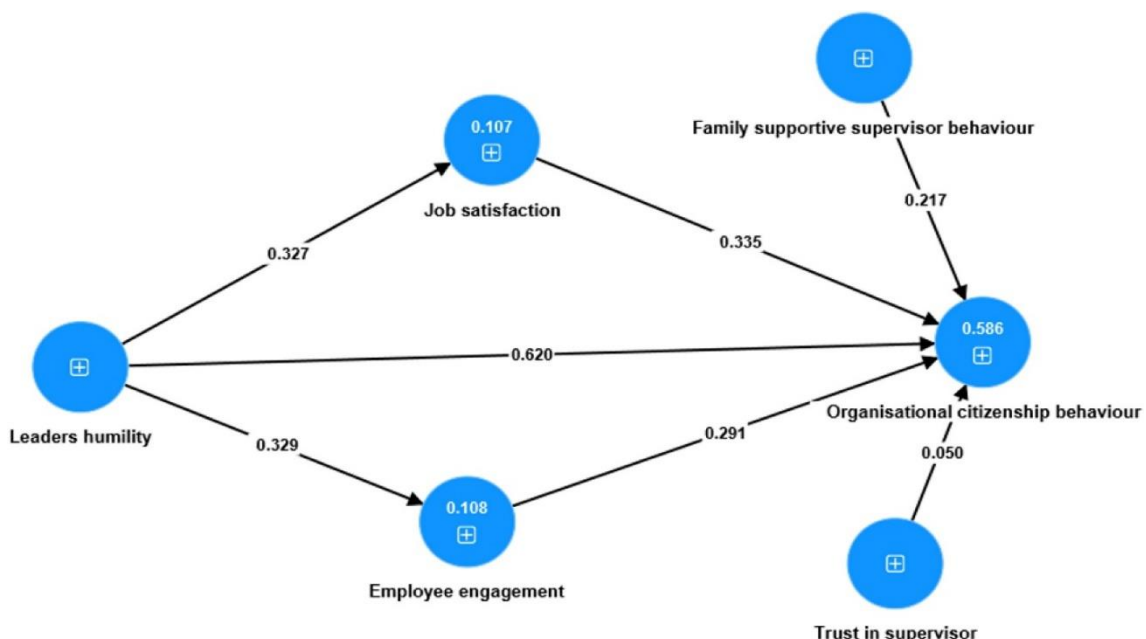 Family supportive supervisor behaviour
0.107
Job satisfaction
0.217
0.335
0.327
0.586
0.620
Organisational citizenship behaviour
Leaders humility
0.329
0.291
0.050
0.108
Employee engagement
Trust in supervisor